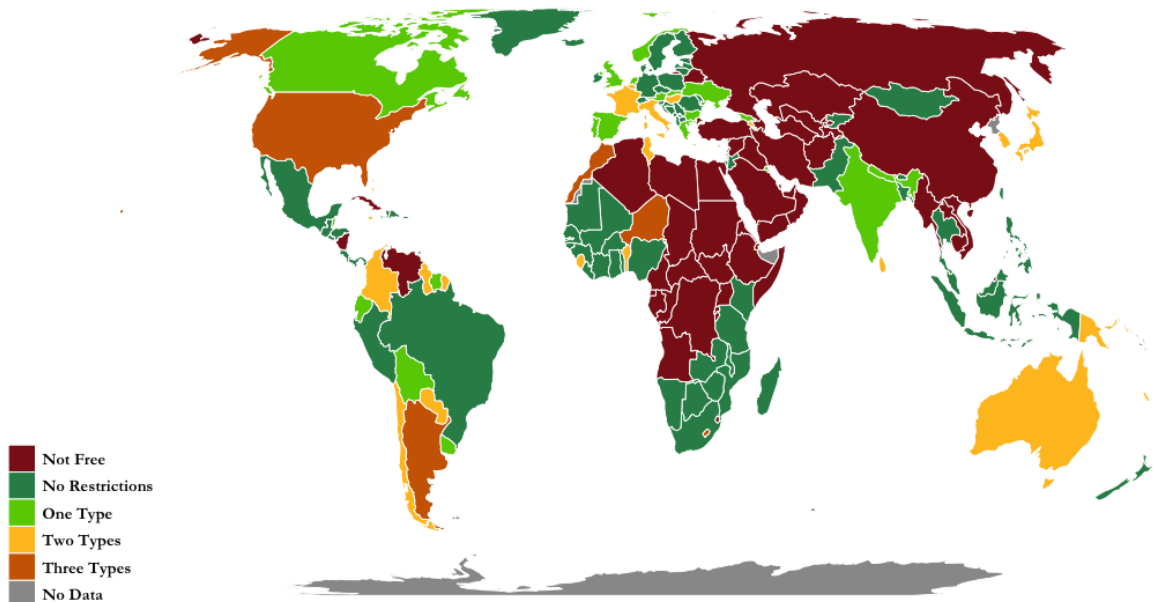 Not Free
No Restrictions
One Type
Two Types
Three Types
No Data